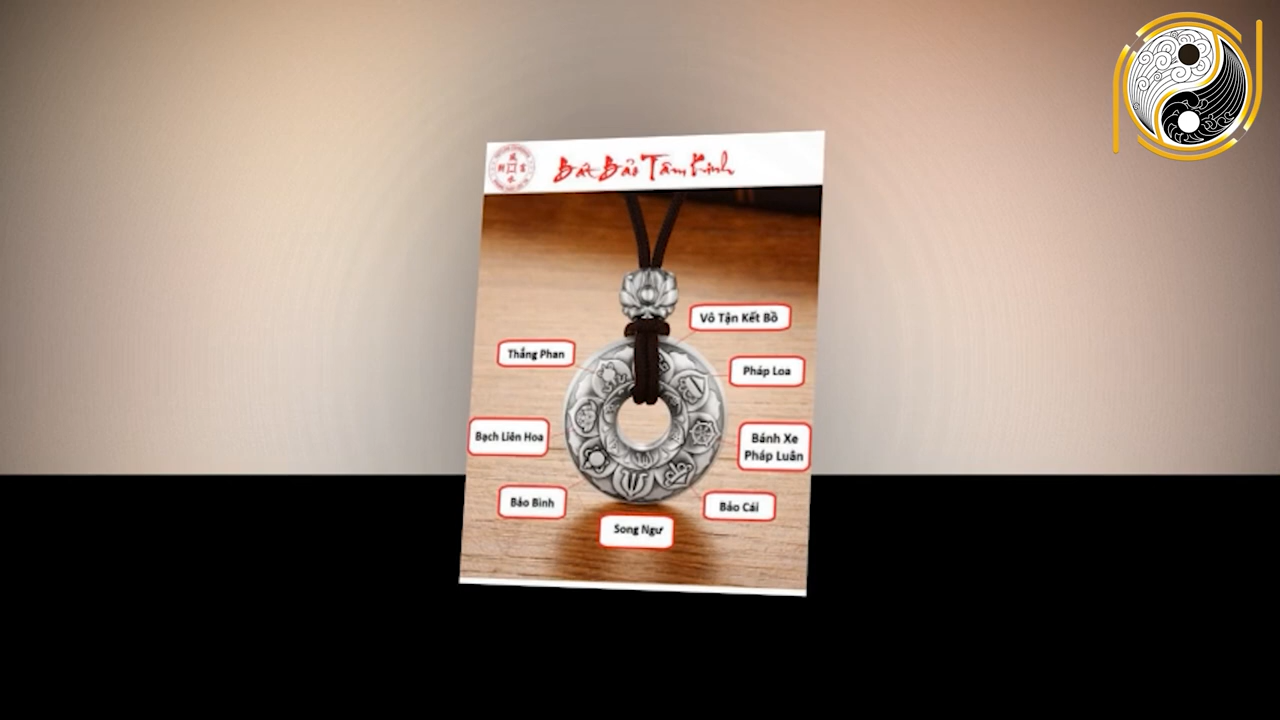 Bát Bảo Tâm Kinh
Vô Tận Kết Bồ
Thắng Phan
Pháp Loa
Bạch Liên Hoa
Bánh Xe
Pháp Luân
Bảo Bình
Bảo Cái
Song Ngư